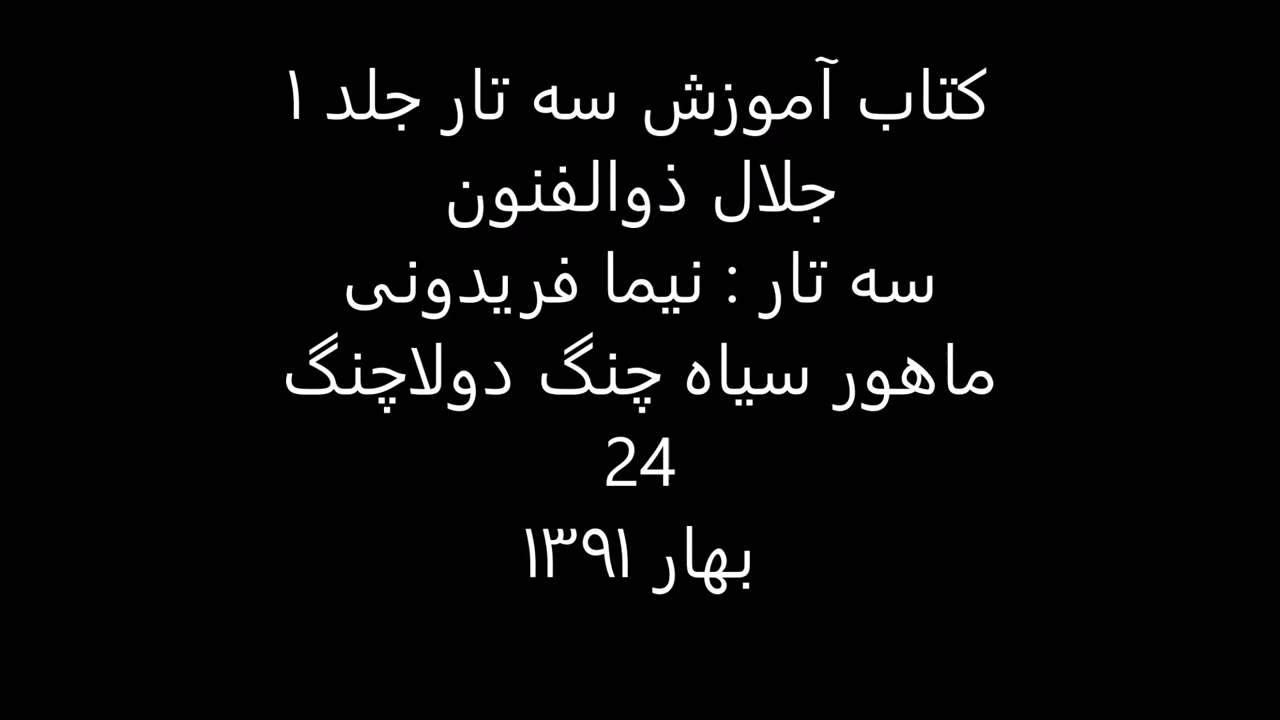 کتاب آموزش سه تار جلد ۱
جلال ذوالفنون
سه تار : نیما فریدونی
ماهور سیاه چنگ دولاچنگ
24
بهار ۱۳۹۱